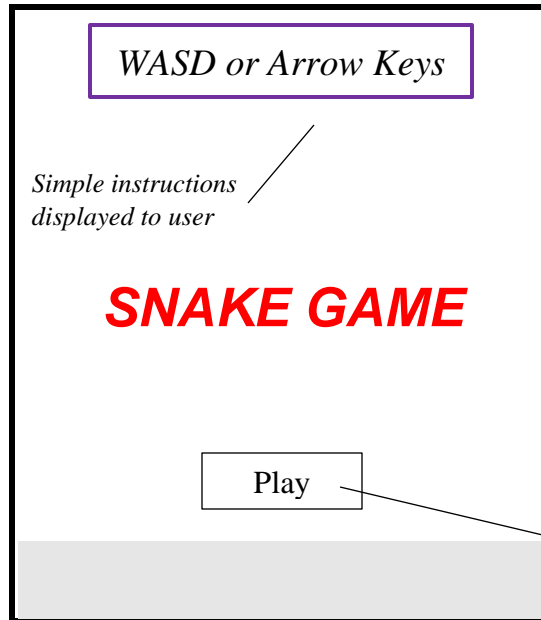 WASD or Arrow Keys
Simple instructions
displayed to user
SNAKE GAME
Play